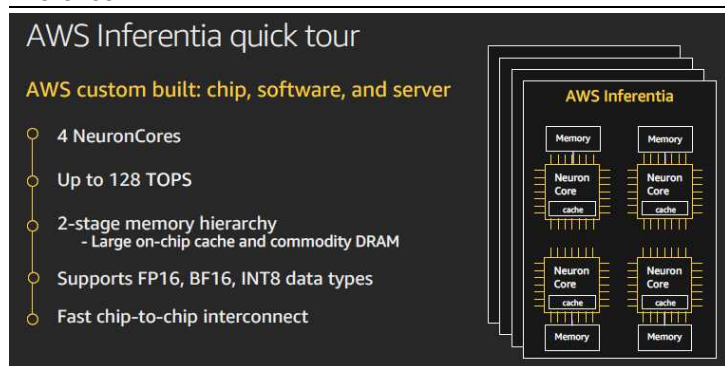 AWS Inferentia quick tour
AWS custom built: chip, software, and server
4 NeuronCores
Up to 128 TOPS
2-stage memory hierarchy
- Large on-chip cache and commodity DRAM
Supports FP16, BF16, INT8 data types
Fast chip-to-chip interconnect
AWS Inferentia
Memory
Memory
Neuron
Core
cache
Neuron
Core
cache
Neuron
Core
cache
Neuron
Core
cache
Memory
Memory